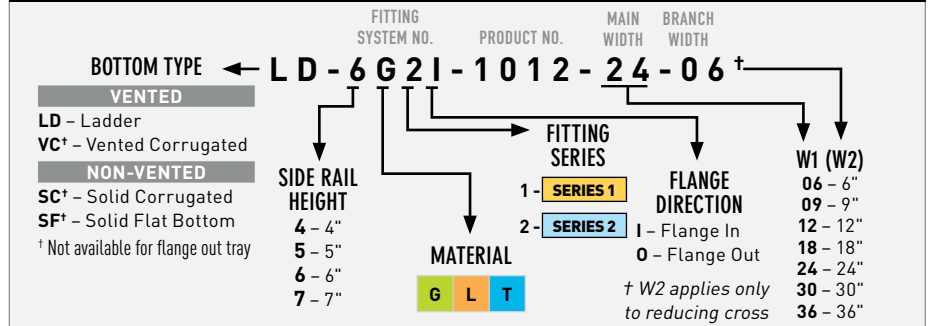 FITTING
SYSTEM NO.
PRODUCT NO.
MAIN
WIDTH
BRANCH
WIDTH
BOTTOM TYPE
LD-6G2I-1012-24-06†
VENTED
LD – Ladder
VC† – Vented Corrugated
NON-VENTED
SC† – Solid Corrugated
SF† – Solid Flat Bottom
† Not available for flange out tray
SIDE RAIL
HEIGHT
4 – 4"
5 – 5"
6 – 6"
7 – 7"
MATERIAL
G L T
FITTING
SERIES
1 - SERIES 1
2 - SERIES 2
FLANGE
DIRECTION
I – Flange In
O – Flange Out
† W2 applies only
to reducing cross
W1 (W2)
06 – 6"
09 – 9"
12 – 12"
18 – 18"
24 – 24"
30 – 30"
36 – 36"